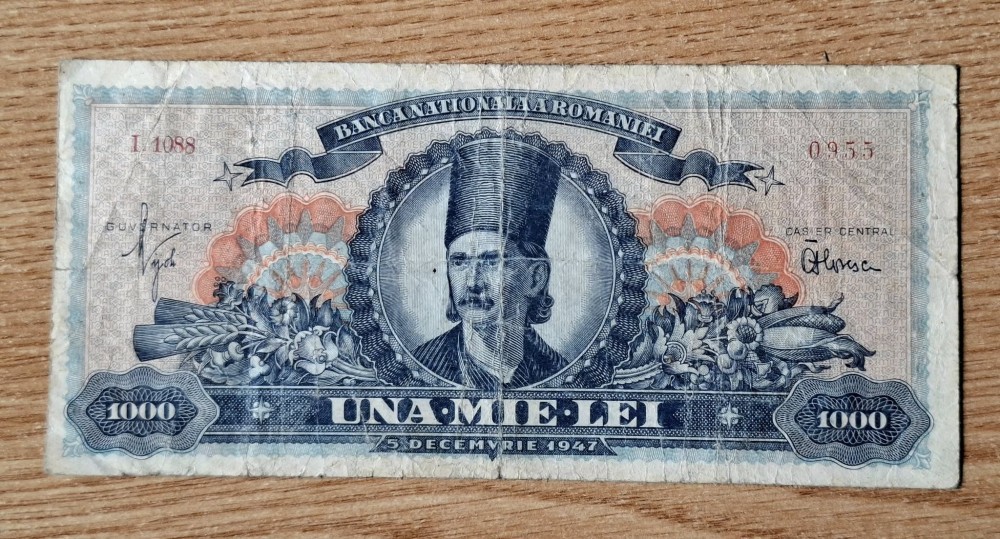 BANCA NATIONALA A ROMANIEI
I. 1088
0955
GUVERNATOR
CASIER CENTRAL
1000
UNA·MIE·LEI
1000
5 DECEMVRIE 1947